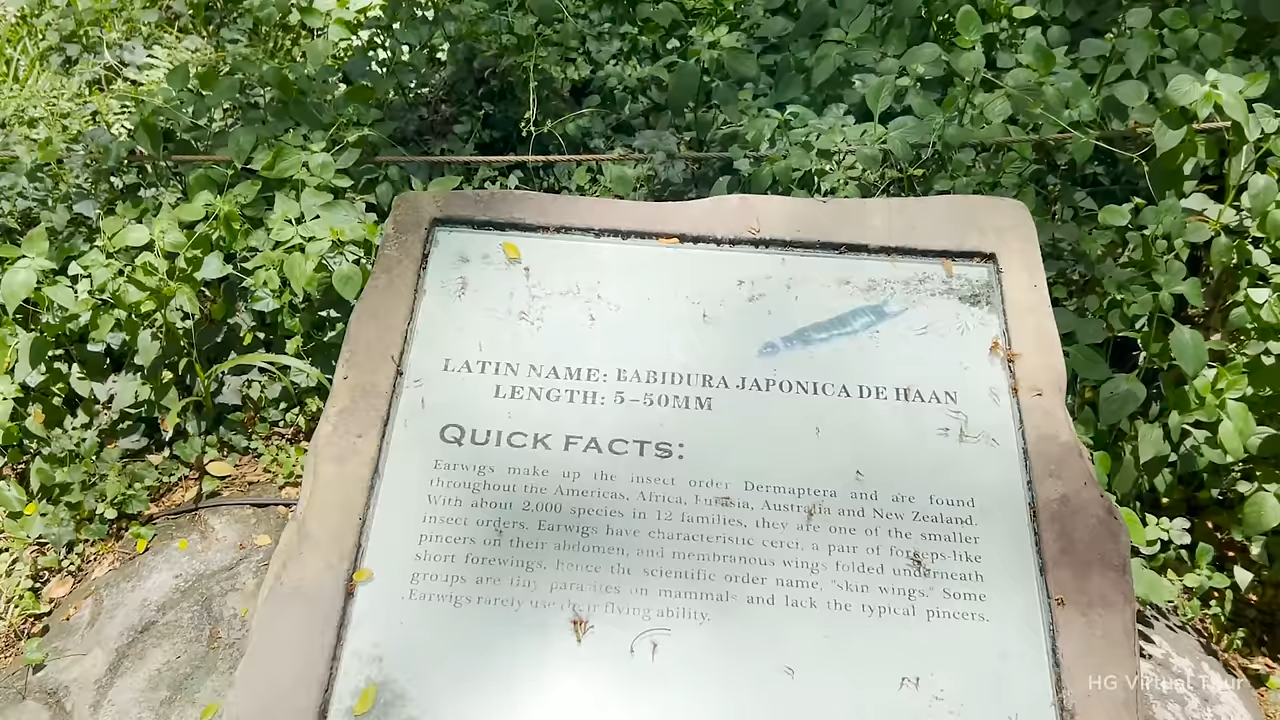 LATIN NAME: LABIDURA JAPONICA DE HAAN
LENGTH: 5-50MM
QUICK FACTS:
Earwigs make up the insect order Dermaptera and are found
throughout the Americas, Africa, Eurasia, Australia and New Zealand.
With about 2,000 species in 12 families, they are one of the smaller
insect orders. Earwigs have characteristic cerci, a pair of forceps-like
pincers on their abdomen, and membranous wings folded underneath
short forewings, hence the scientific order name, "skin wings." Some
groups are tiny parasites on mammals and lack the typical pincers.
Earwigs rarely use their flying ability.
HG Virtual Tour